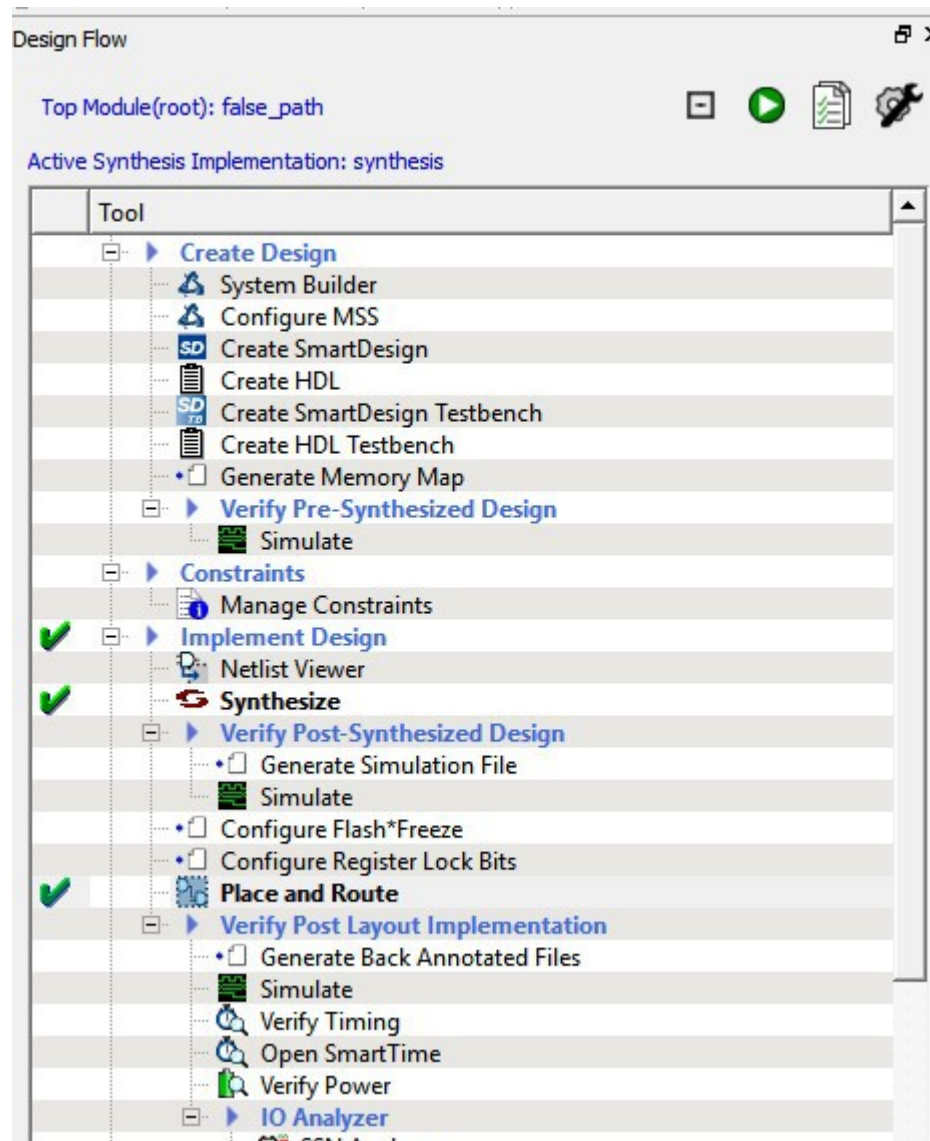 Design Flow
Top Module(root): false_path
Active Synthesis Implementation: synthesis
Tool
Create Design
System Builder
Configure MSS
SD Create SmartDesign
Create HDL
SD TB Create SmartDesign Testbench
Create HDL Testbench
Generate Memory Map
Verify Pre-Synthesized Design
Simulate
Constraints
Manage Constraints
Implement Design
Netlist Viewer
Synthesize
Verify Post-Synthesized Design
Generate Simulation File
Simulate
Configure Flash*Freeze
Configure Register Lock Bits
Place and Route
Verify Post Layout Implementation
Generate Back Annotated Files
Simulate
Verify Timing
Open SmartTime
Verify Power
IO Analyzer